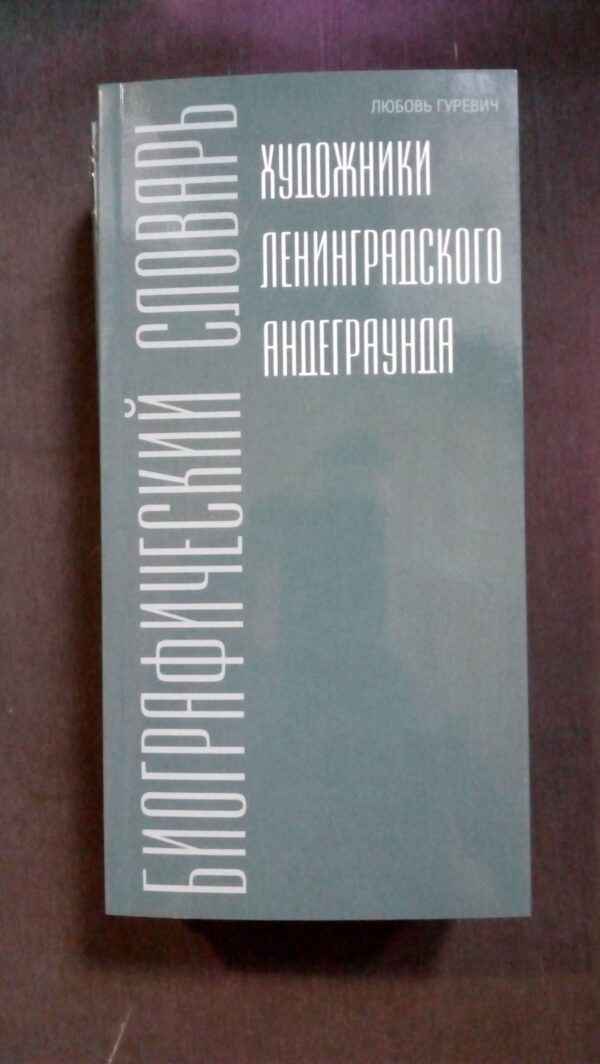 ЛЮБОВЬ ГУРЕВИЧ
ХУДОЖНИКИ
ЛЕНИНГРАДСКОГО
АНДЕГРАУНДА
БИОГРАФИЧЕСКИЙ СЛОВАРЬ